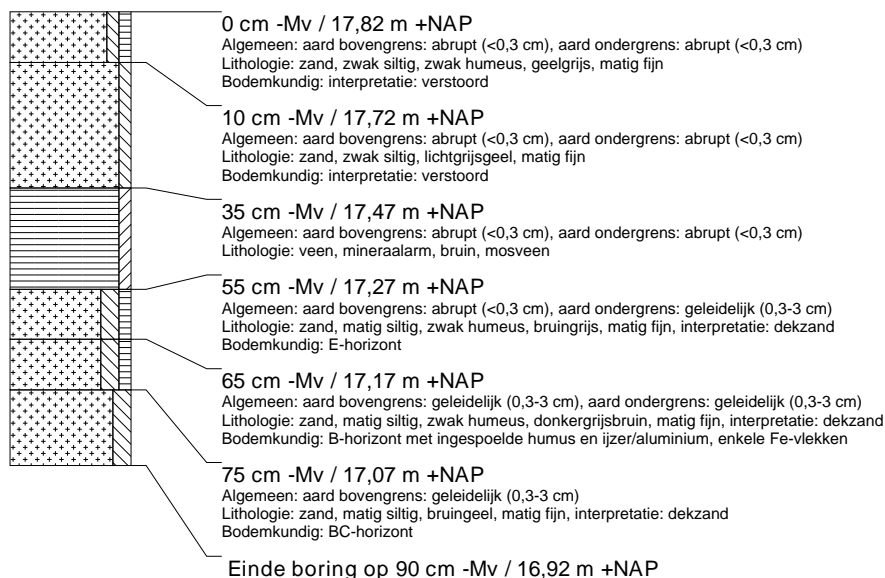 0 cm -Mv / 17,82 m +NAP
Algemeen: aard bovengrens: abrupt (<0,3 cm), aard ondergrens: abrupt (<0,3 cm)
Lithologie: zand, zwak siltig, zwak humeus, geelgrijs, matig fijn
Bodemkundig: interpretatie: verstoord
10 cm -Mv / 17,72 m +NAP
Algemeen: aard bovengrens: abrupt (<0,3 cm), aard ondergrens: abrupt (<0,3 cm)
Lithologie: zand, zwak siltig, lichtgrijsgeel, matig fijn
Bodemkundig: interpretatie: verstoord
35 cm -Mv / 17,47 m +NAP
Algemeen: aard bovengrens: abrupt (<0,3 cm), aard ondergrens: abrupt (<0,3 cm)
Lithologie: veen, mineraalarm, bruin, mosveen
55 cm -Mv / 17,27 m +NAP
Algemeen: aard bovengrens: abrupt (<0,3 cm), aard ondergrens: geleidelijk (0,3-3 cm)
Lithologie: zand, matig siltig, zwak humeus, bruingrijs, matig fijn, interpretatie: dekzand
Bodemkundig: E-horizont
65 cm -Mv / 17,17 m +NAP
Algemeen: aard bovengrens: geleidelijk (0,3-3 cm), aard ondergrens: geleidelijk (0,3-3 cm)
Lithologie: zand, matig siltig, zwak humeus, donkergrijsbruin, matig fijn, interpretatie: dekzand
Bodemkundig: B-horizont met ingespoelde humus en ijzer/aluminium, enkele Fe-vlekken
75 cm -Mv / 17,07 m +NAP
Algemeen: aard bovengrens: geleidelijk (0,3-3 cm)
Lithologie: zand, matig siltig, bruingeel, matig fijn, interpretatie: dekzand
Bodemkundig: BC-horizont
Einde boring op 90 cm -Mv / 16,92 m +NAP